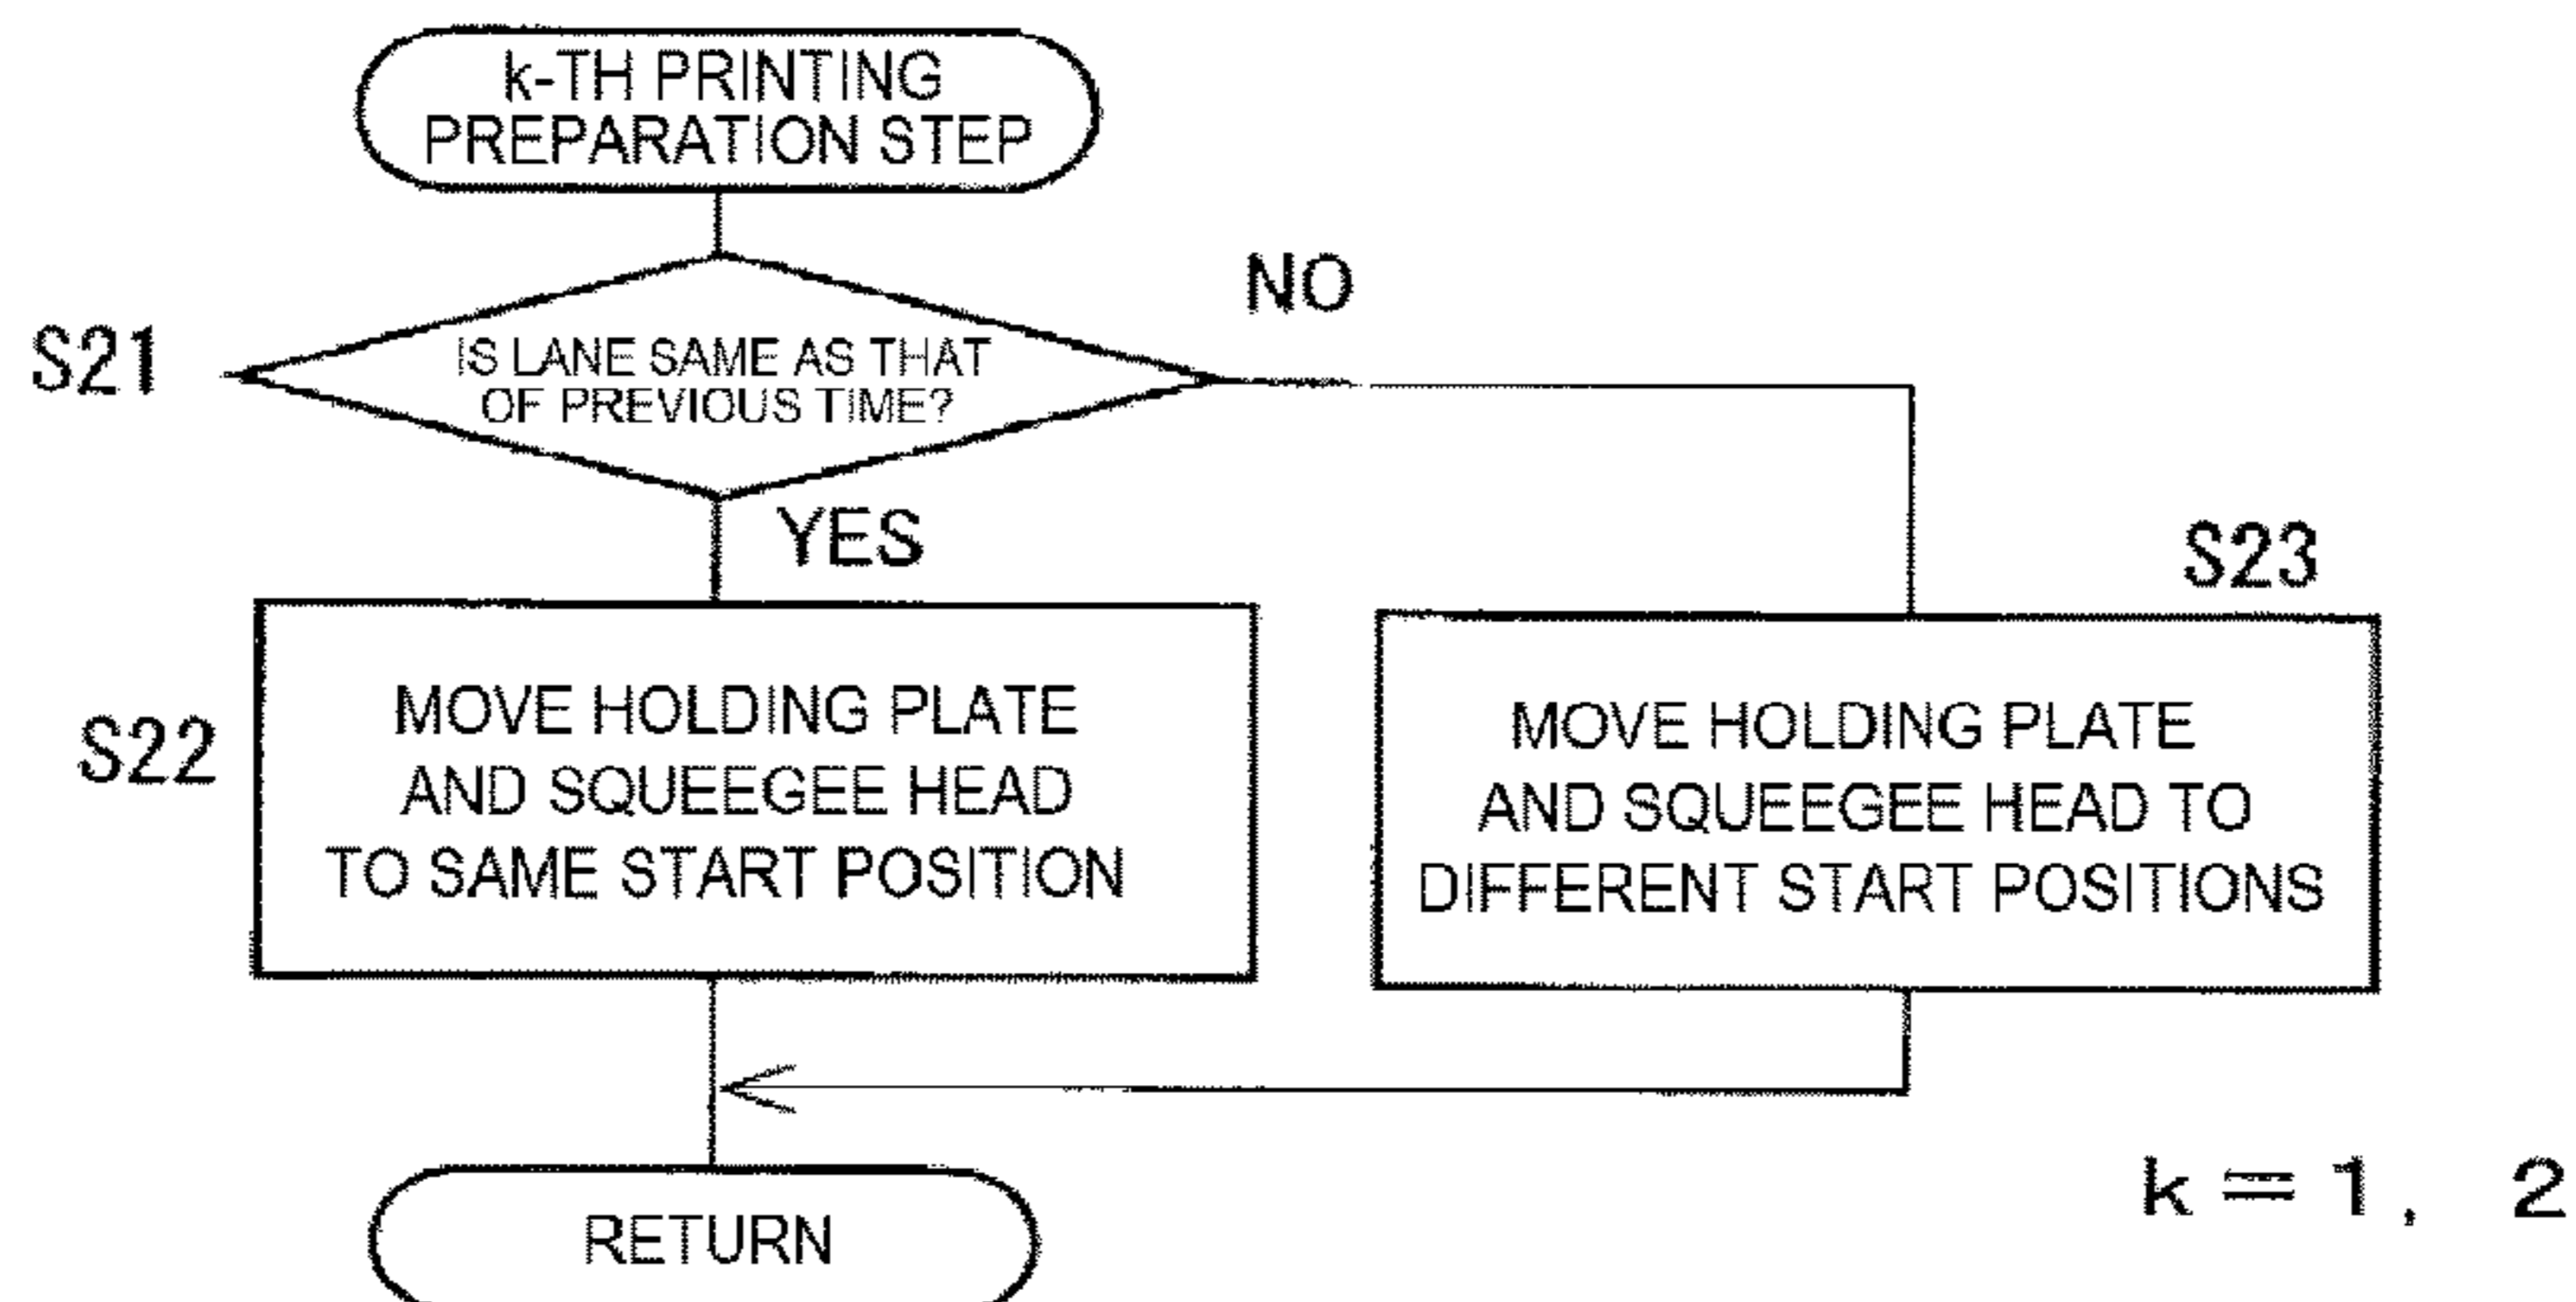 k-TH PRINTING
PREPARATION STEP
S21
IS LANE SAME AS THAT
OF PREVIOUS TIME?
NO
YES
S22
MOVE HOLDING PLATE
AND SQUEEGEE HEAD
TO SAME START POSITION
S23
MOVE HOLDING PLATE
AND SQUEEGEE HEAD TO
DIFFERENT START POSITIONS
RETURN
k = 1, 2